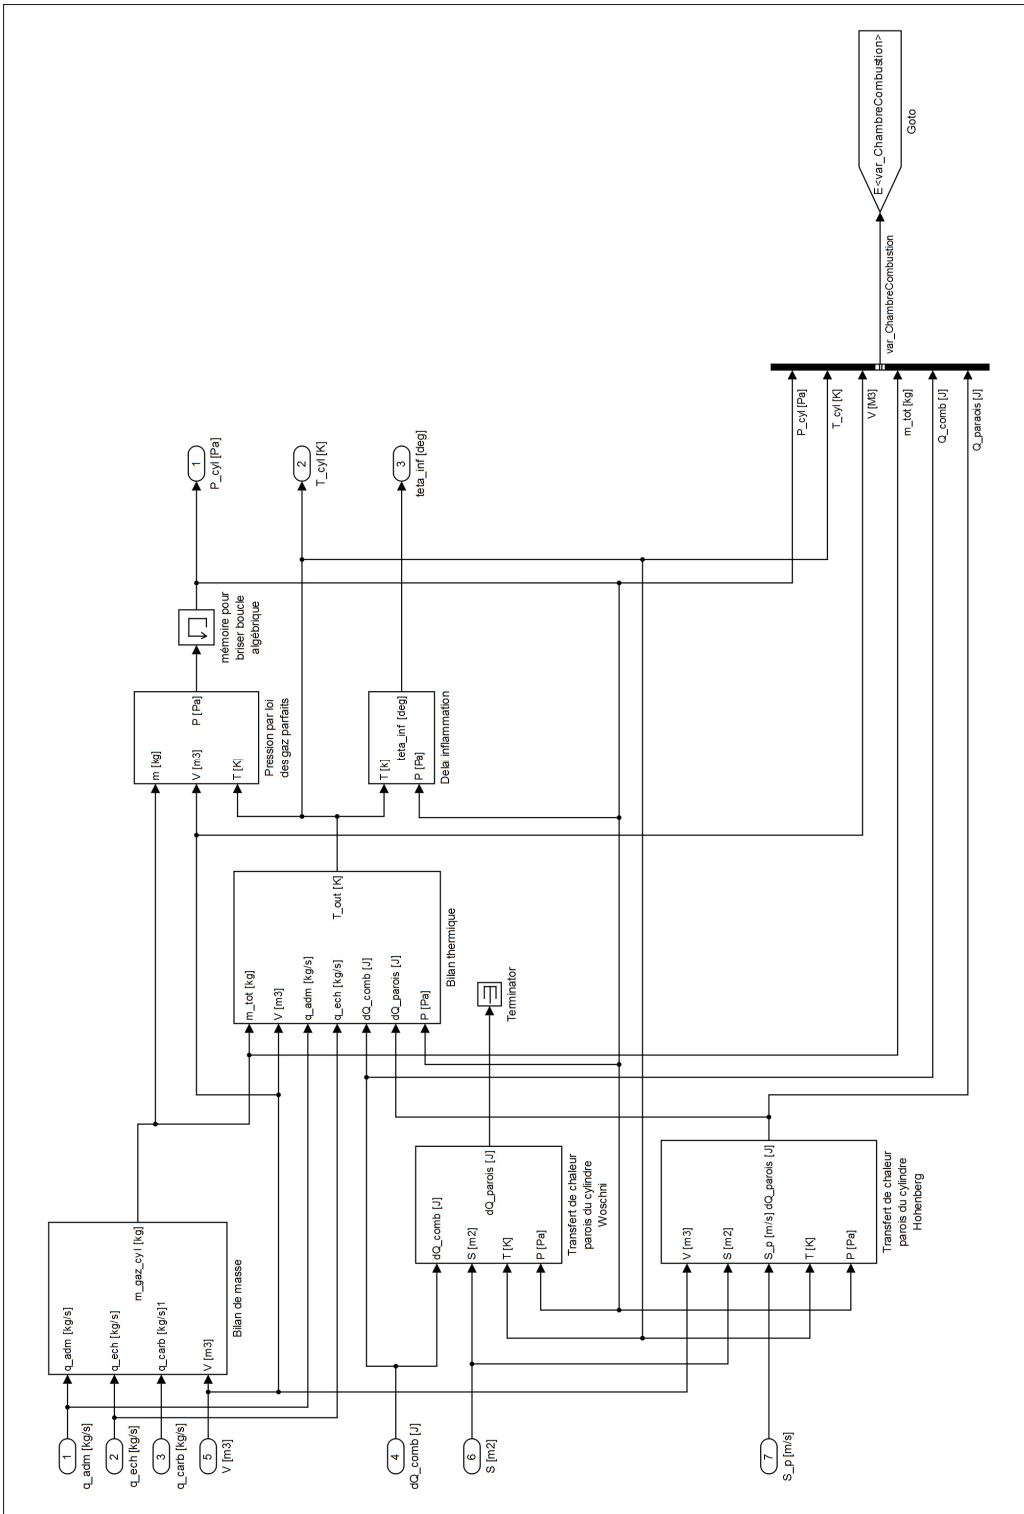 1
q_adm [kg/s]
2
q_ech [kg/s]
3
q_carb [kg/s]
5
V [m3]
4
dQ_comb [J]
6
S [m2]
7
S_p [m/s]
q_adm [kg/s]
q_ech [kg/s]
q_carb [kg/s]1
V [m3]
m_gaz_cyl [kg]
Bilan de masse
dQ_comb [J]
S [m2]
T [K]
P [Pa]
dQ_parois [J]
Transfert de chaleur
parois du cylindre
Woschni
V [m3]
S [m2]
S_p [m/s]
T [K]
P [Pa]
dQ_parois [J]
Transfert de chaleur
parois du cylindre
Hohenberg
Terminator
m_tot [kg]
V [m3]
q_adm [kg/s]
q_ech [kg/s]
dQ_comb [J]
dQ_parois [J]
P [Pa]
T_out [K]
Bilan thermique
m [kg]
V [m3]
T [K]
P [Pa]
Pression par loi
des gaz parfaits
T [k]
P [Pa]
teta_inf [deg]
Dela inflammation
mémoire pour
briser boucle
algébrique
1
P_cyl [Pa]
2
T_cyl [K]
3
teta_inf [deg]
P_cyl [Pa]
T_cyl [K]
V [M3]
m_tot [kg]
Q_comb [J]
Q_paraois [J]
var_ChambreCombustion
E<var_ChambreCombustion>
Goto